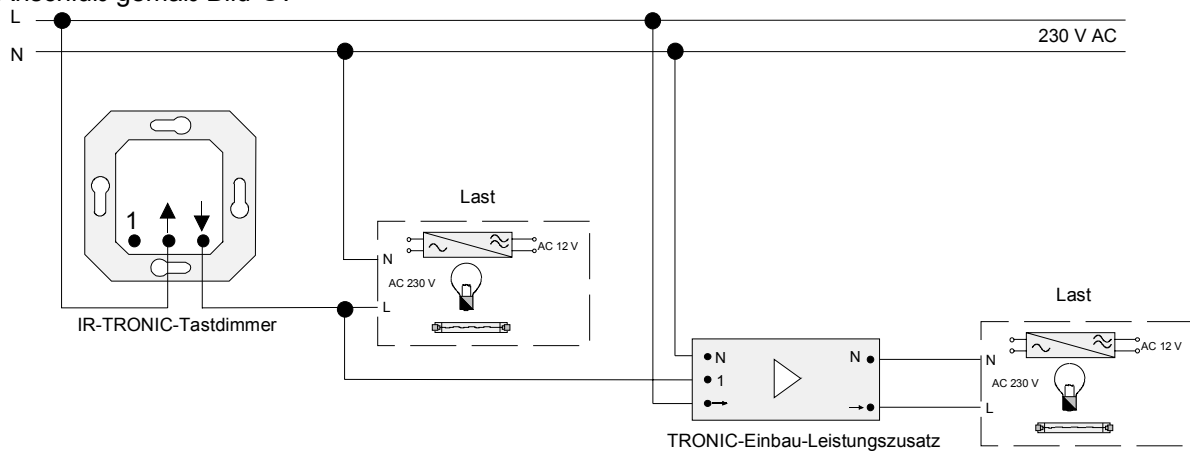 L
230 V AC
N
Last
1
N
AC 12 V
AC 230 V
L
IR-TRONIC-Tastdimmer
Last
N
N
N
AC 12 V
1
AC 230 V
L
TRONIC-Einbau-Leistungszusatz